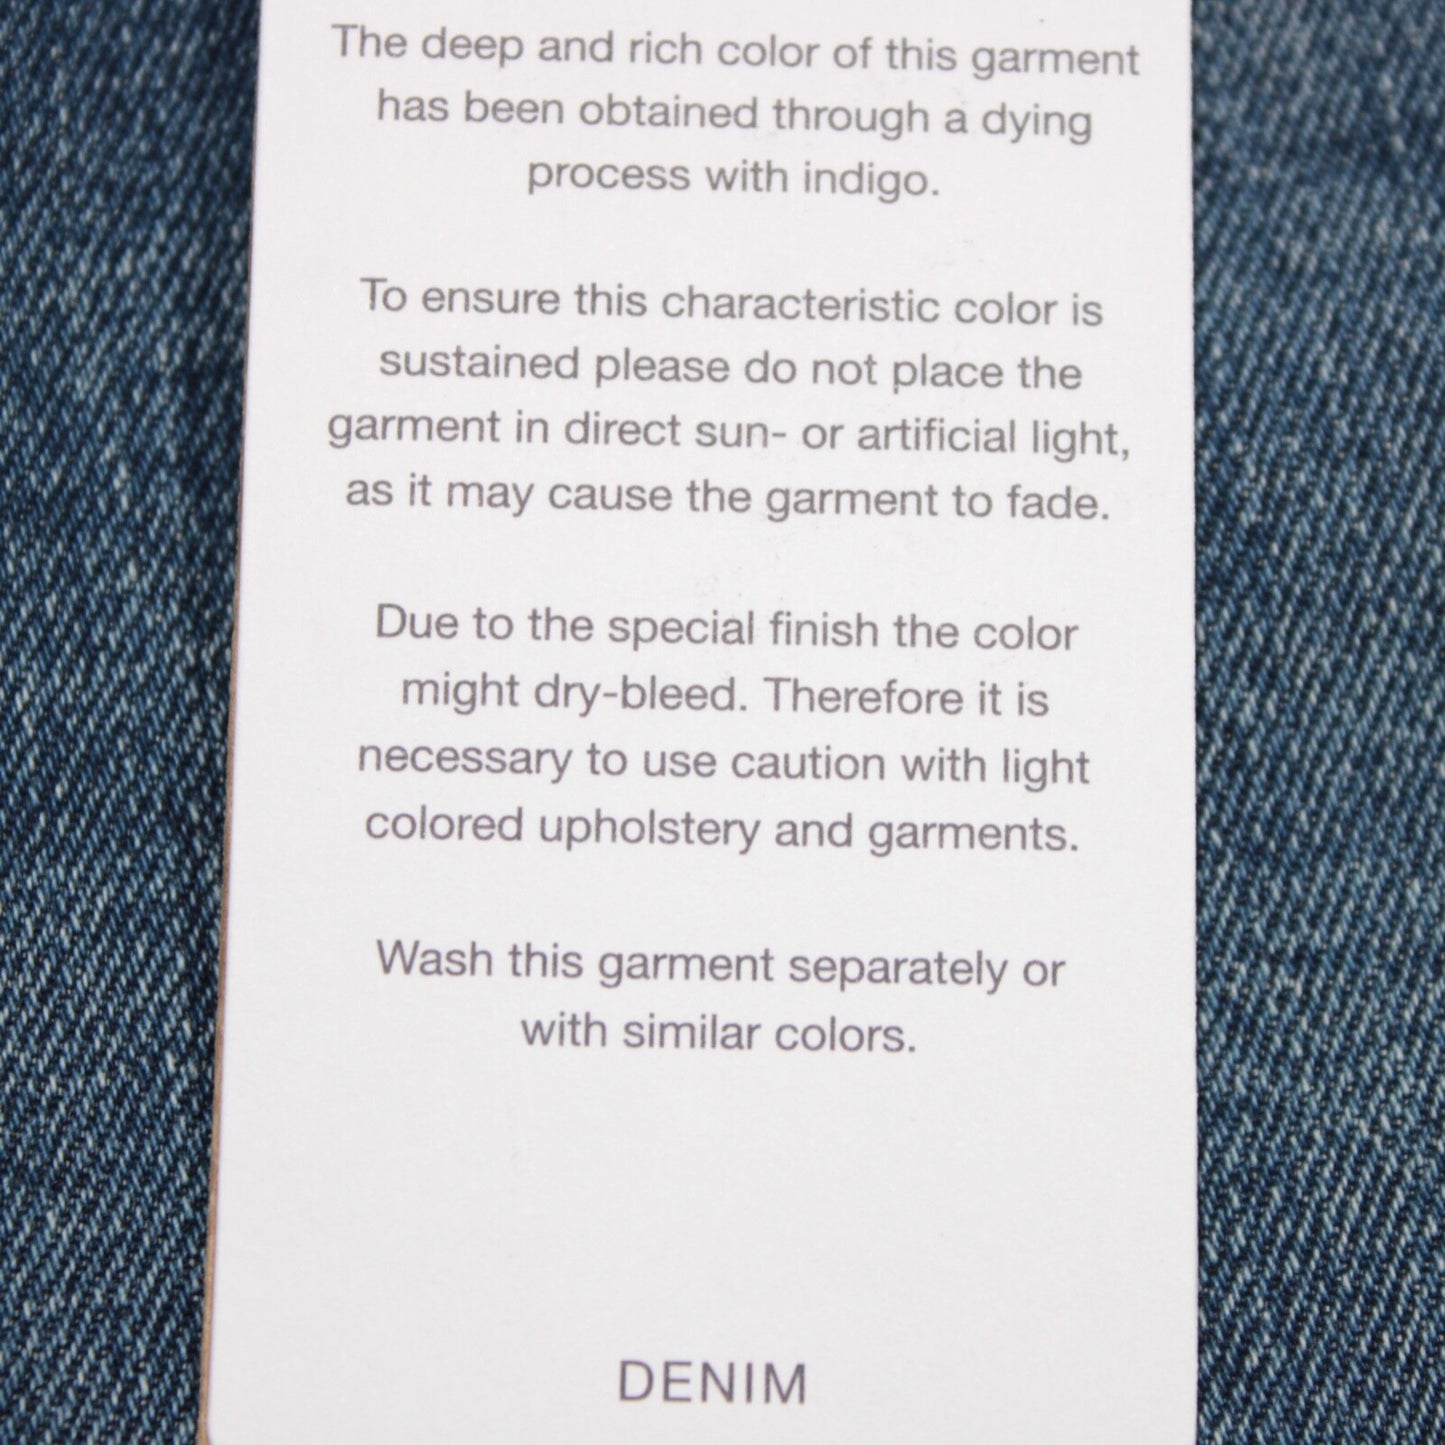 The deep and rich color of this garment
has been obtained through a dying
process with indigo.
To ensure this characteristic color is
sustained please do not place the
garment in direct sun- or artificial light,
as it may cause the garment to fade.
Due to the special finish the color
might dry-bleed. Therefore it is
necessary to use caution with light
colored upholstery and garments.
Wash this garment separately or
with similar colors.
DENIM